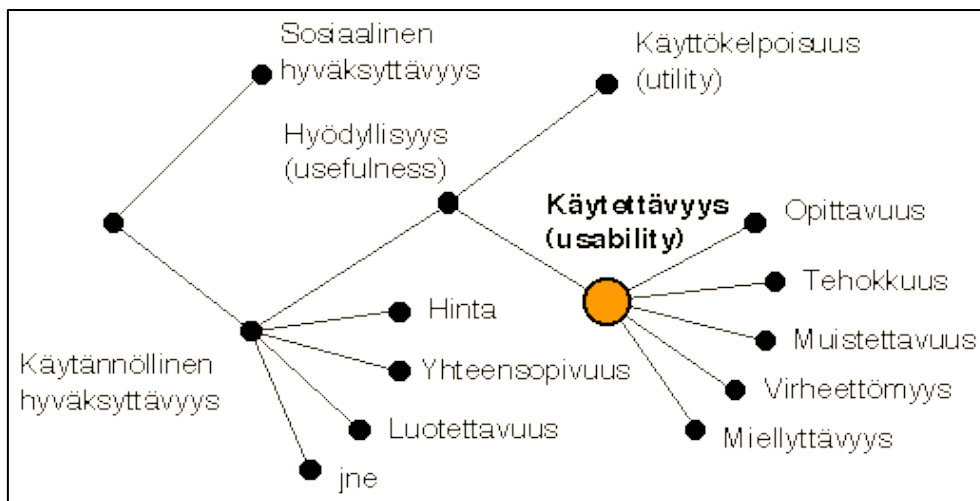 Sosiaalinen
hyväksyttävyys
Käyttökelpoisuus
(utility)
Hyödyllisyys
(usefulness)
Käytettävyys
(usability)
Opittavuus
Tehokkuus
Muistettavuus
Virheettömyys
Miellyttävyys
Hinta
Yhteensopivuus
Luotettavuus
jne
Käytännöllinen
hyväksyttävyys